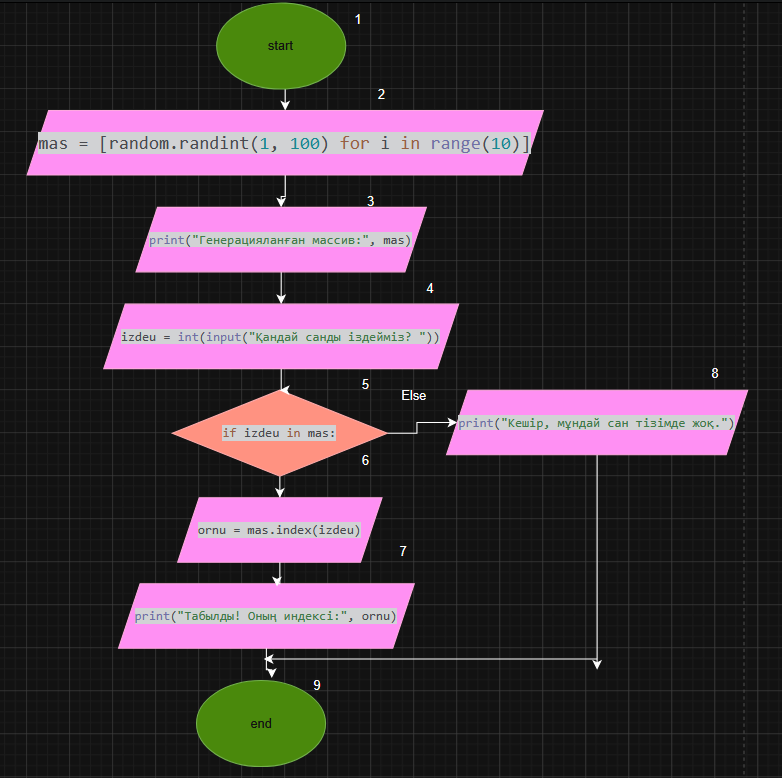 1
start
2
mas = [random.randint(1, 100) for i in range(10)]
3
print("Генерацияланған массив:", mas)
4
izdeu = int(input("Қандай санды іздейміз? "))
5
Else
8
if izdeu in mas:
print("Кешір, мұндай сан тізімде жоқ.")
6
ornu = mas.index(izdeu)
7
print("Табылды! Оның индексі:", ornu)
9
end